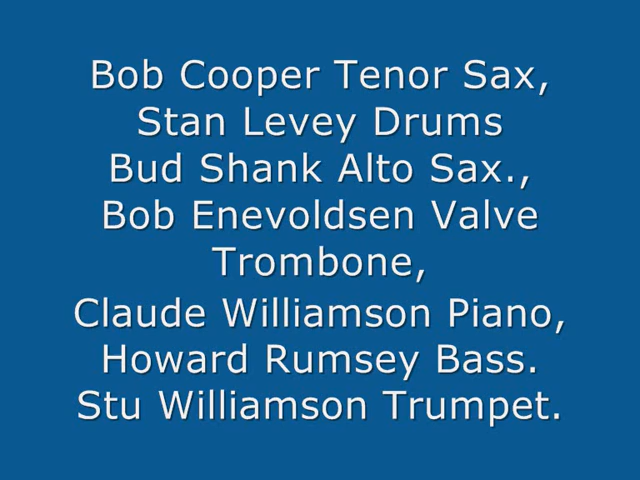 Bob Cooper Tenor Sax,
Stan Levey Drums
Bud Shank Alto Sax.,
Bob Enevoldsen Valve
Trombone,
Claude Williamson Piano,
Howard Rumsey Bass.
Stu Williamson Trumpet.